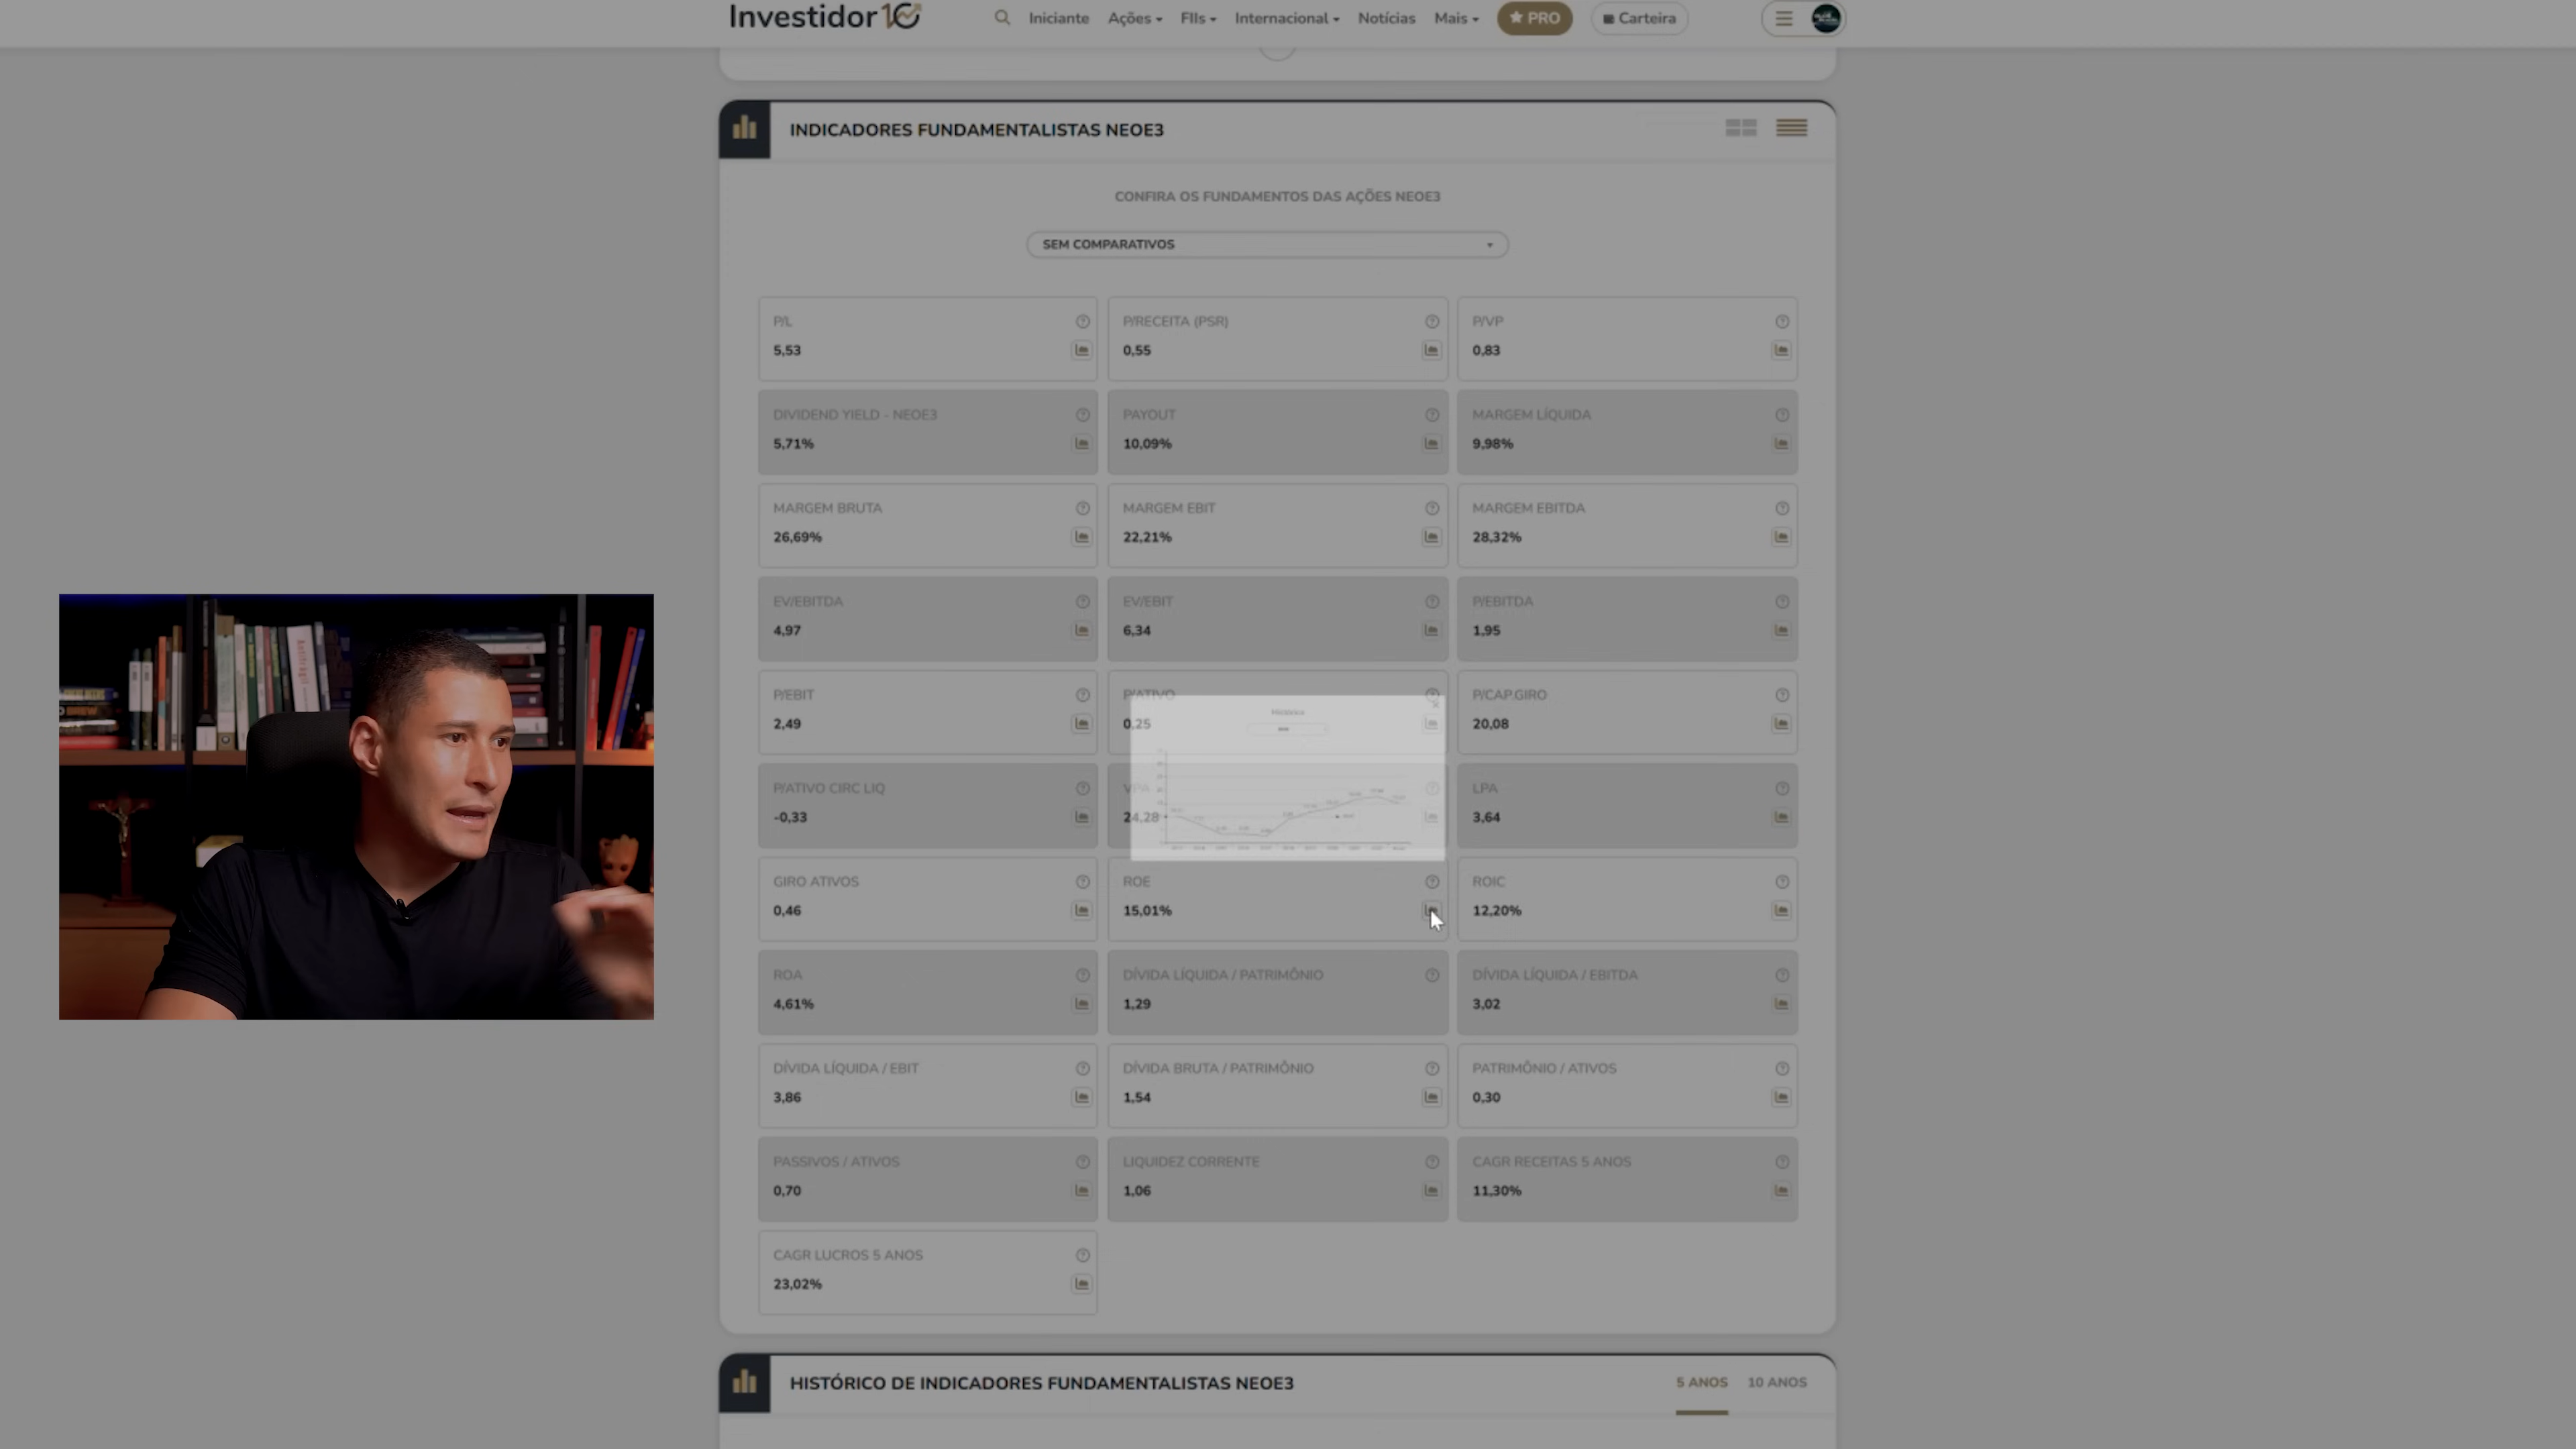 Investidor10
Iniciante
Ações
FIIs
Internacional
Notícias
Mais
PRO
Carteira
INDICADORES FUNDAMENTALISTAS NEOE3
CONFIRA OS FUNDAMENTOS DAS AÇÕES NEOE3
SEM COMPARATIVOS
P/L
5,53
P/RECEITA (PSR)
0,55
P/VP
0,83
DIVIDEND YIELD - NEOE3
5,71%
PAYOUT
10,09%
MARGEM LÍQUIDA
9,98%
MARGEM BRUTA
26,69%
MARGEM EBIT
22,21%
MARGEM EBITDA
28,32%
EV/EBITDA
4,97
EV/EBIT
6,34
P/EBITDA
1,95
P/EBIT
2,49
P/ATIVO
0,25
P/CAP.GIRO
20,08
P/ATIVO CIRC LIQ
-0,33
VPA
24,28
LPA
3,64
GIRO ATIVOS
0,46
ROE
15,01%
ROIC
12,20%
ROA
4,61%
DÍVIDA LÍQUIDA / PATRIMÔNIO
1,29
DÍVIDA LÍQUIDA / EBITDA
3,02
DÍVIDA LÍQUIDA / EBIT
3,86
DÍVIDA BRUTA / PATRIMÔNIO
1,54
PATRIMÔNIO / ATIVOS
0,30
PASSIVOS / ATIVOS
0,70
LIQUIDEZ CORRENTE
1,06
CAGR RECEITAS 5 ANOS
11,30%
CAGR LUCROS 5 ANOS
23,02%
HISTÓRICO DE INDICADORES FUNDAMENTALISTAS NEOE3
5 ANOS
10 ANOS